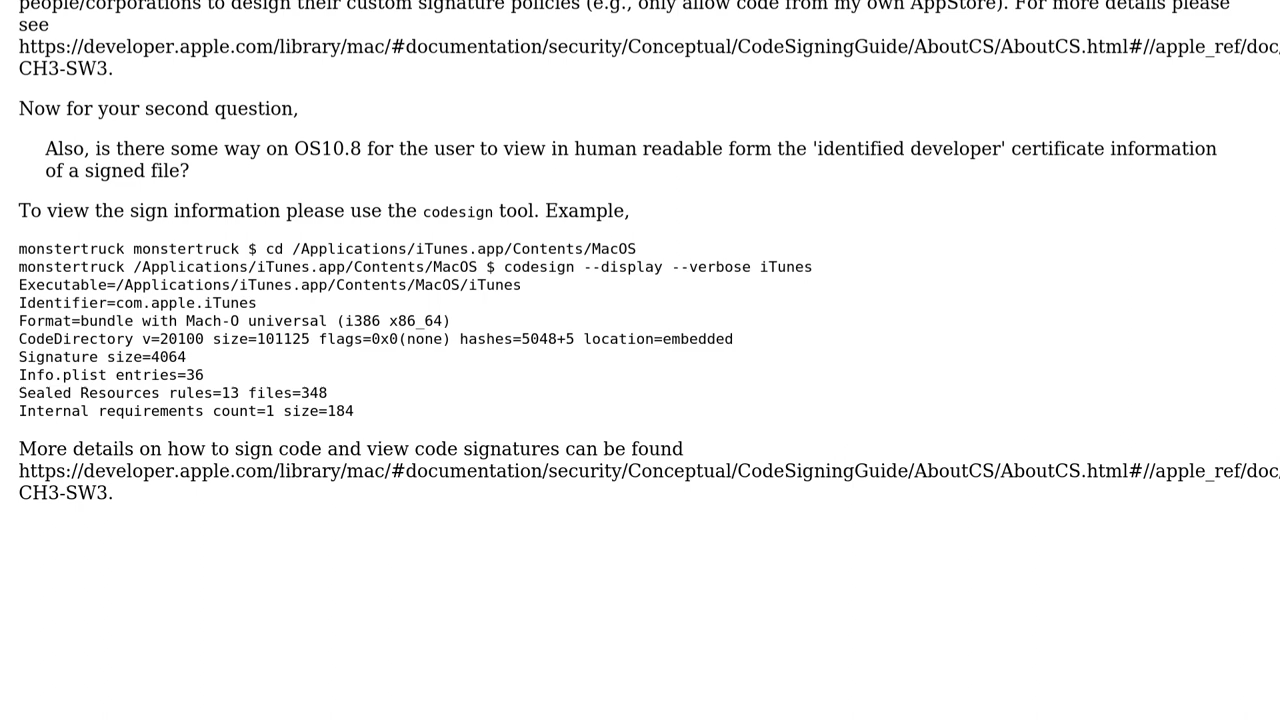 people/corporations to design their custom signature policies (e.g., only allow code from my own AppStore). For more details please
see
https://developer.apple.com/library/mac/#documentation/security/Conceptual/CodeSigningGuide/AboutCS/AboutCS.html#//apple_ref/doc/
CH3-SW3.
Now for your second question,
Also, is there some way on OS10.8 for the user to view in human readable form the 'identified developer' certificate information
of a signed file?
To view the sign information please use the codesign tool. Example,
monstertruck monstertruck $ cd /Applications/iTunes.app/Contents/MacOS
monstertruck /Applications/iTunes.app/Contents/MacOS $ codesign --display --verbose iTunes
Executable=/Applications/iTunes.app/Contents/MacOS/iTunes
Identifier=com.apple.iTunes
Format=bundle with Mach-O universal (i386 x86_64)
CodeDirectory v=20100 size=101125 flags=0x0(none) hashes=5048+5 location=embedded
Signature size=4064
Info.plist entries=36
Sealed Resources rules=13 files=348
Internal requirements count=1 size=184
More details on how to sign code and view code signatures can be found
https://developer.apple.com/library/mac/#documentation/security/Conceptual/CodeSigningGuide/AboutCS/AboutCS.html#//apple_ref/doc/
CH3-SW3.